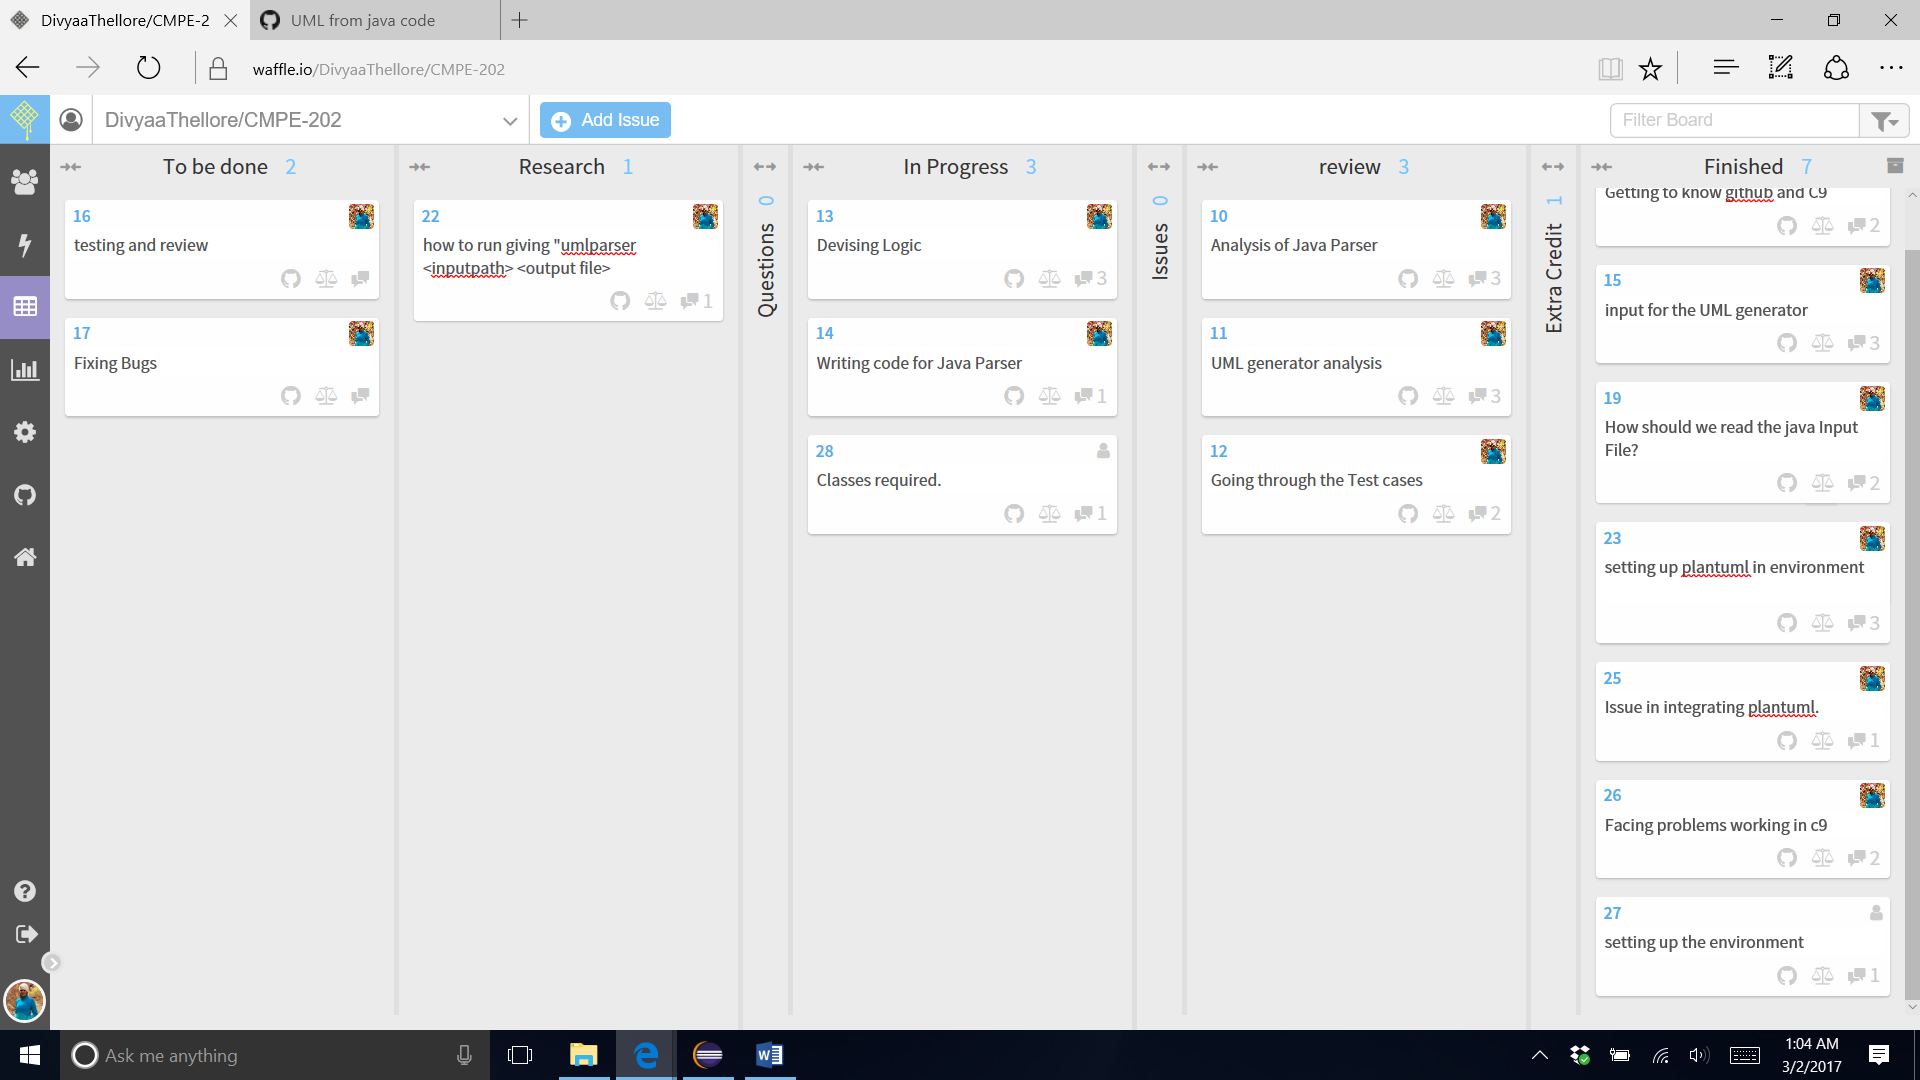 DivyaaThellore/CMPE-2
UML from java code
waffle.io/DivyaaThellore/CMPE-202
DivyaaThellore/CMPE-202
Add Issue
Filter Board
To be done 2
16
testing and review
17
Fixing Bugs
Research 1
22
how to run giving "umlparser
<inputpath> <output file>
1
Questions 0
In Progress 3
13
Devising Logic
3
14
Writing code for Java Parser
1
28
Classes required.
1
Issues 0
review 3
10
Analysis of Java Parser
3
11
UML generator analysis
3
12
Going through the Test cases
2
Extra Credit 1
Finished 7
Getting to know github and C9
2
15
input for the UML generator
3
19
How should we read the java Input
File?
2
23
setting up plantuml in environment
3
25
Issue in integrating plantuml.
1
26
Facing problems working in c9
2
27
setting up the environment
1
Ask me anything
1:04 AM
3/2/2017